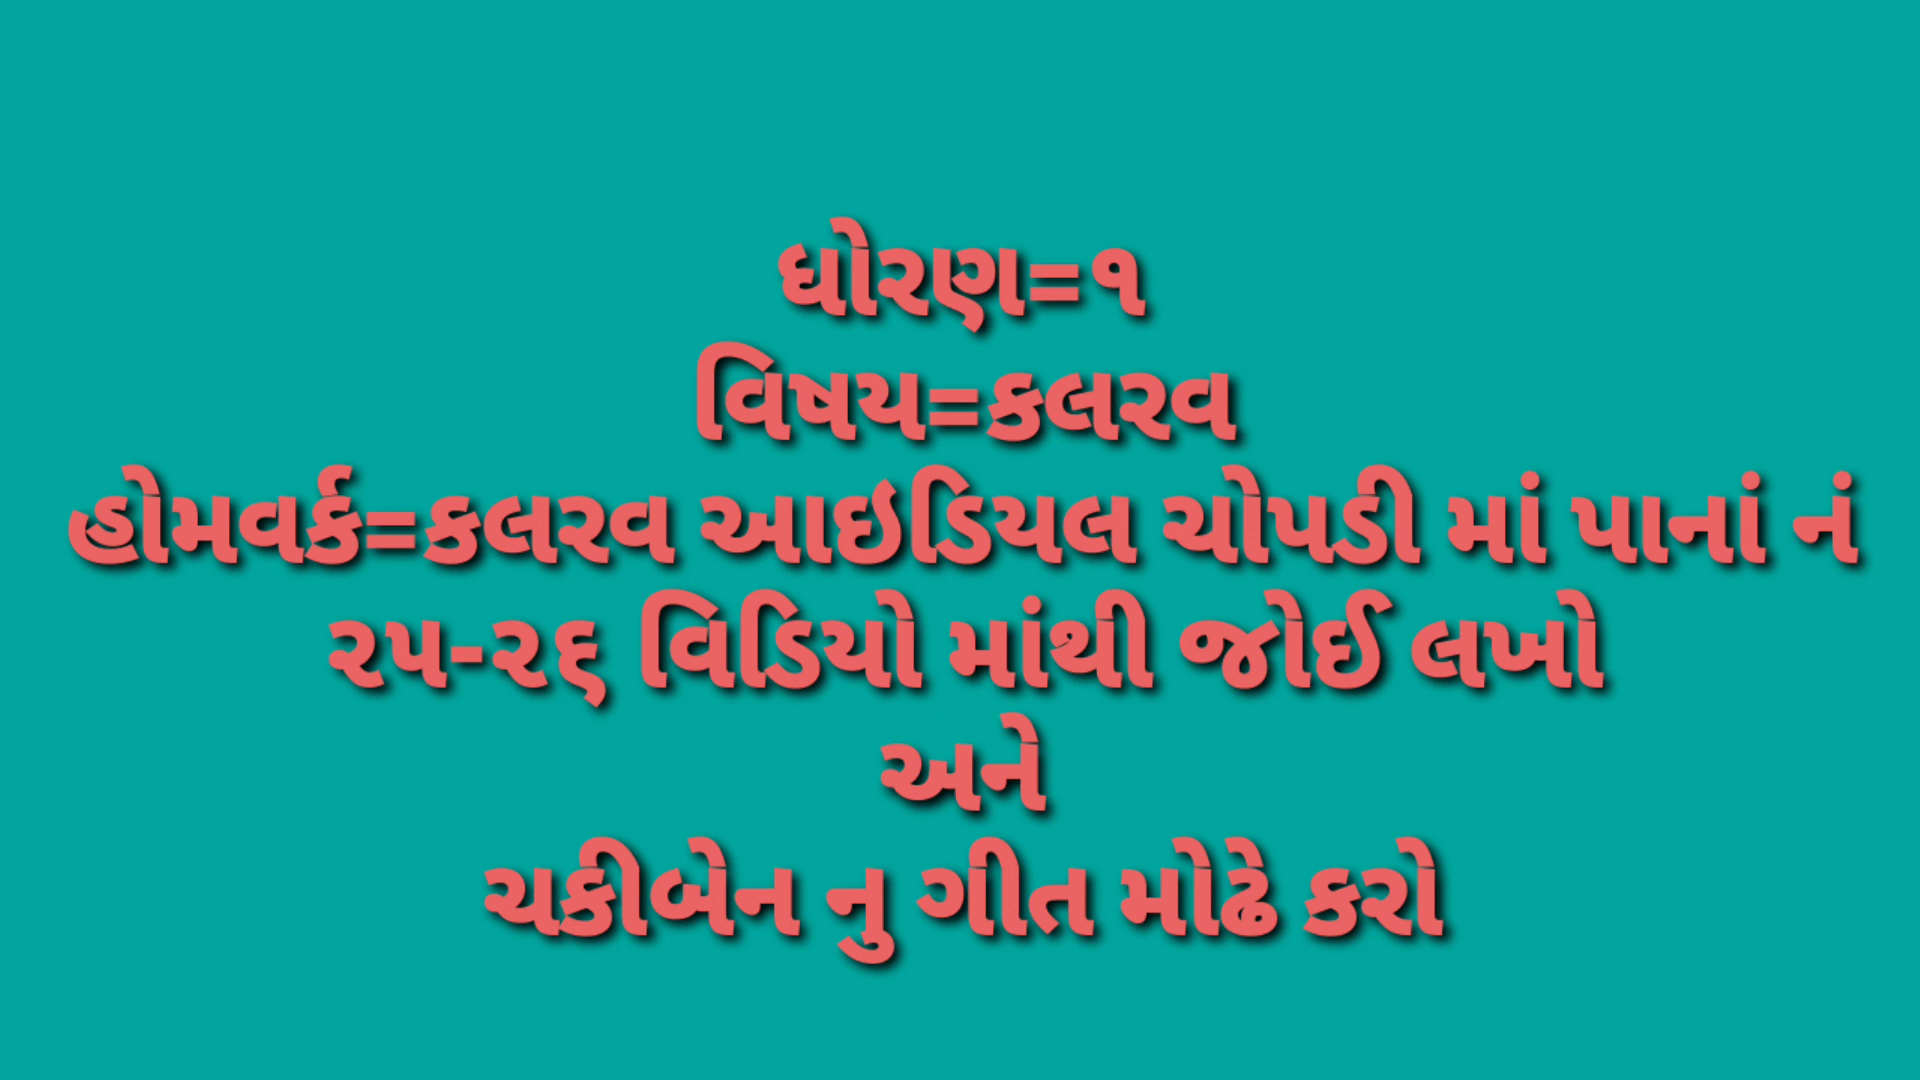 ધોરણ=૧
વિષય=કલરવ
હોમવર્ક=કલરવ આઇડિયલ ચોપડી માં પાનાં નં
૨૫-૨૬ વિડિયો માંથી જોઈ લખો
અને
ચકીબેન નુ ગીત મોઢે કરો